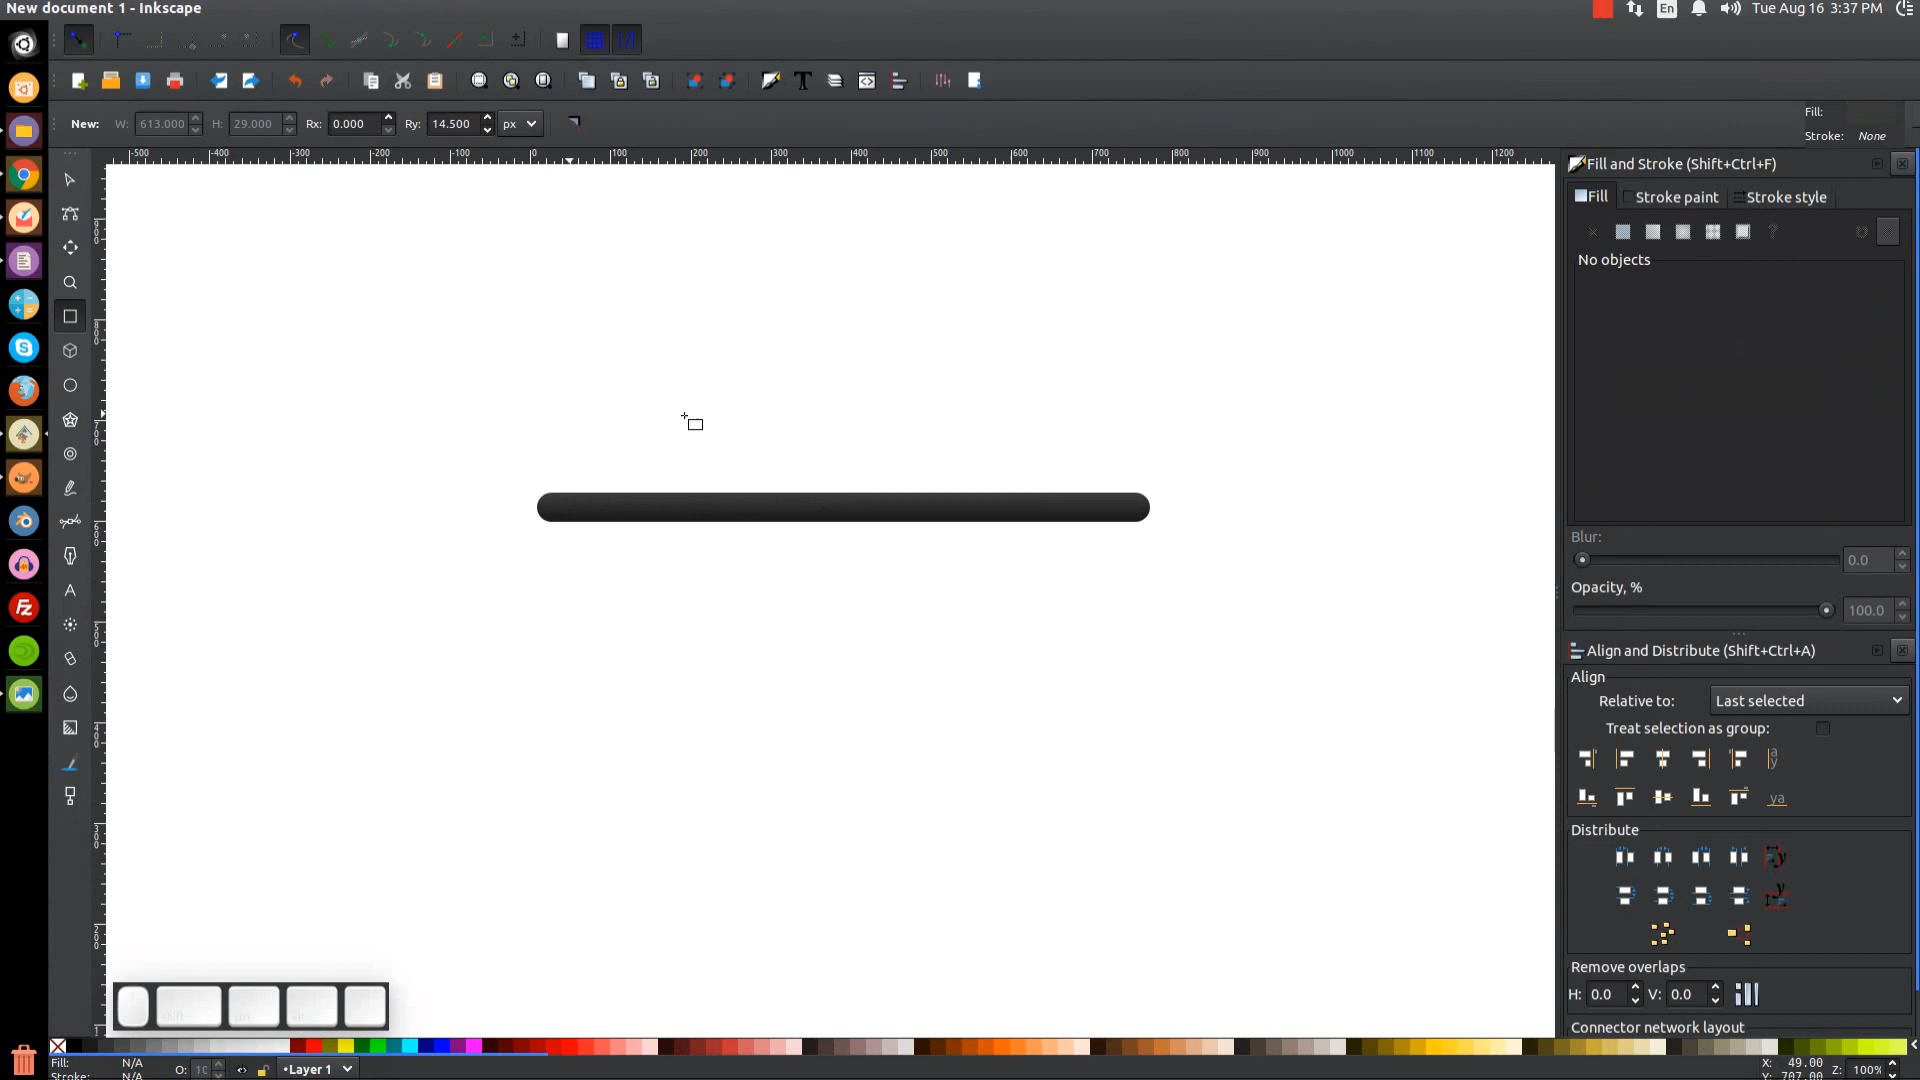 New document 1 - Inkscape
En
Tue Aug 16 3:37 PM
New: W: 613.000 H: 29.000 Rx: 0.000 Ry: 14.500 px
Fill:
Stroke: None
-500 -400 -300 -200 -100 0 100 200 300 400 500 600 700 800 900 1000 1100 1200
Fill and Stroke (Shift+Ctrl+F)
Fill Stroke paint Stroke style
No objects
Blur:
0.0
Opacity, %
100.0
Align and Distribute (Shift+Ctrl+A)
Align
Relative to: Last selected
Treat selection as group:
Distribute
Remove overlaps
H: 0.0 V: 0.0
Connector network layout
Fill: N/A
Stroke: N/A
O: 10
•Layer 1
X: 49.00
Y: 707.00
Z: 100%